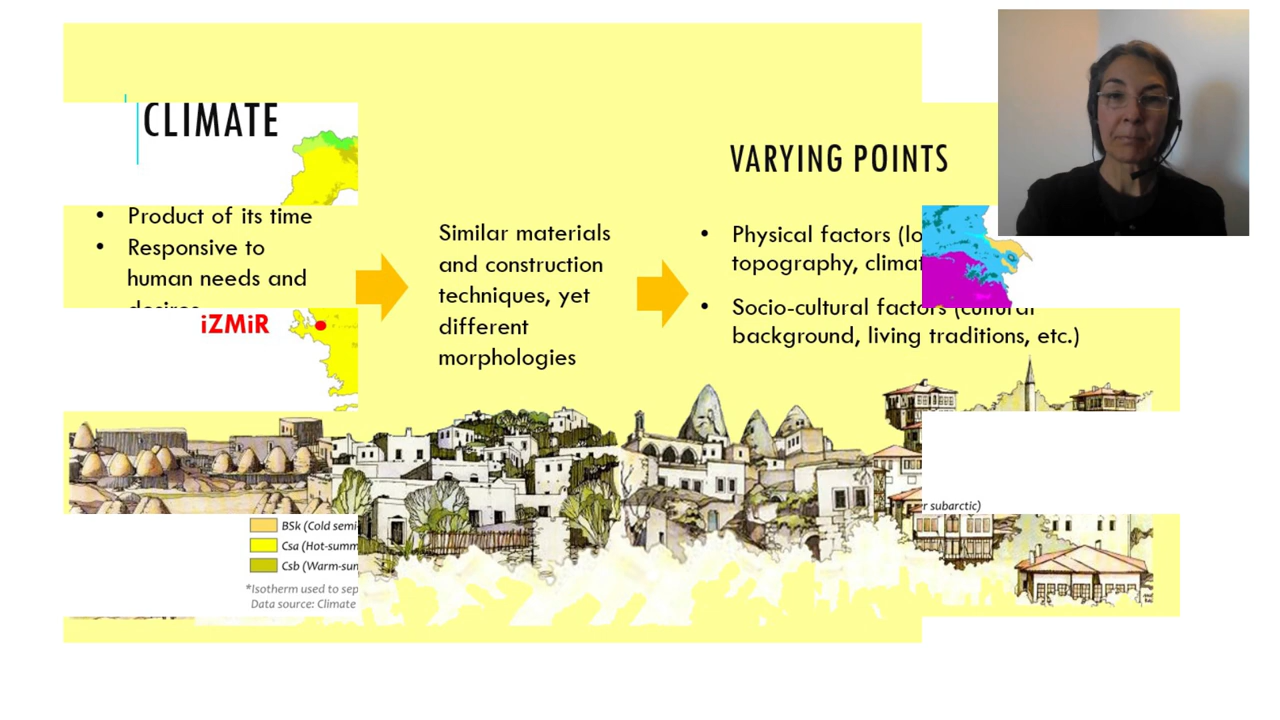 CLIMATE
VARYING POINTS
• Product of its time
• Responsive to
human needs and
desires
iZMiR
Similar materials
and construction
techniques, yet
different
morphologies
• Physical factors (lo
topography, climat
• Socio-cultural factors (cultural
background, living traditions, etc.)
r subarctic)
BSk (Cold semi
Csa (Hot-summ
Csb (Warm-sum
*Isotherm used to sep
Data source: Climate